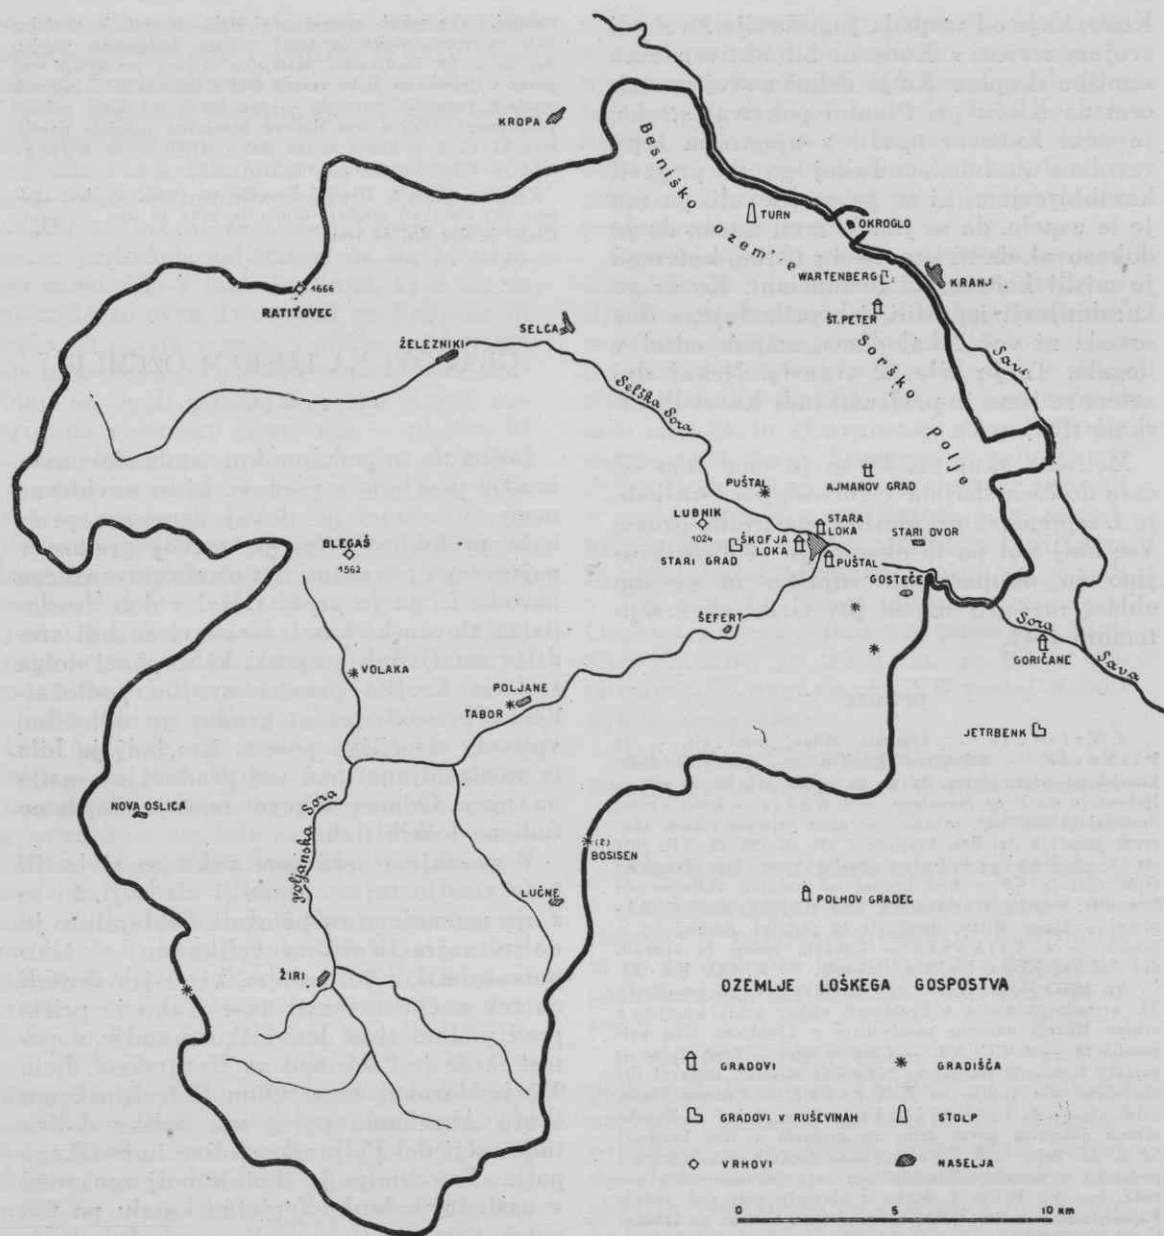 KROPA
Besniško ozemlje
TURN
OKROGLO
WARTENBERG
KRANJ
1666
RATITOVEC
SELCA
ŠT. PETER
ŽELEZNIKI
Sava
Sorško Polje
Selška Sora
PUŠTAL
AJMANOV GRAD
LUBNIK
1024
STARA
LOKA
BLEGAŠ
1562
ŠKOFJA
LOKA
NI DVOR
STARI GRAD
PUŠTAL
GOSTEČE
ŠEFERT
Sora
GORIČANE
VOLAKA
POLJANE
TABOR
Sava
JETRBENK
NOVA OSLICA
Poljanska Sora
(2)
BOSISEN
LUČNE
POLHOV GRADEC
ŽIRI
OZEMLJE LOŠKEGA GOSPOSTVA
GRADOVI
GRADIŠČA
GRADOVI V RUŠEVINAH
STOLP
VRHOVI
NASELJA
0 5 10 KM